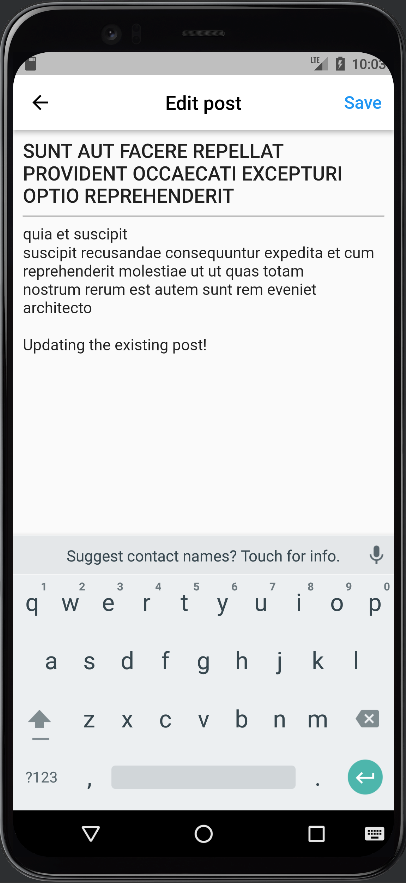 LTE 10:03
Edit post Save
SUNT AUT FACERE REPELLAT
PROVIDENT OCCAECATI EXCEPTURI
OPTIO REPREHENDERIT
quia et suscipit
suscipit recusandae consequuntur expedita et cum
reprehenderit molestiae ut ut quas totam
nostrum rerum est autem sunt rem eveniet
architecto
Updating the existing post!
Suggest contact names? Touch for info.
1 2 3 4 5 6 7 8 9 0
q w e r t y u i o p
a s d f g h j k l
z x c v b n m
?123 , .